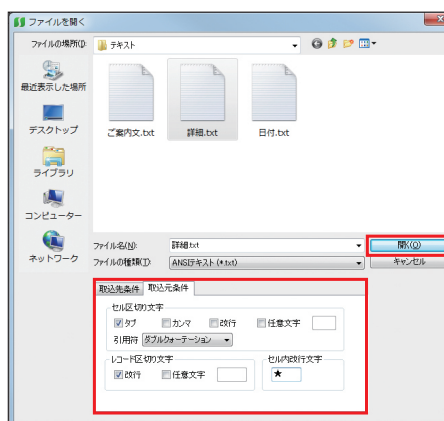 ファイルを開く
ファイルの場所(I):
テキスト
最近表示した場所
デスクトップ
ライブラリ
コンピューター
ネットワーク
ご案内文.txt
詳細.txt
日付.txt
ファイル名(N):
詳細.txt
開く(O)
ファイルの種類(T):
ANSIテキスト (*.txt)
キャンセル
取込先条件 取込元条件
セル区切り文字
タブ カンマ 改行 任意文字
引用符 ダブルクォーテーション
レコード区切り文字
改行 任意文字
セル内改行文字
★